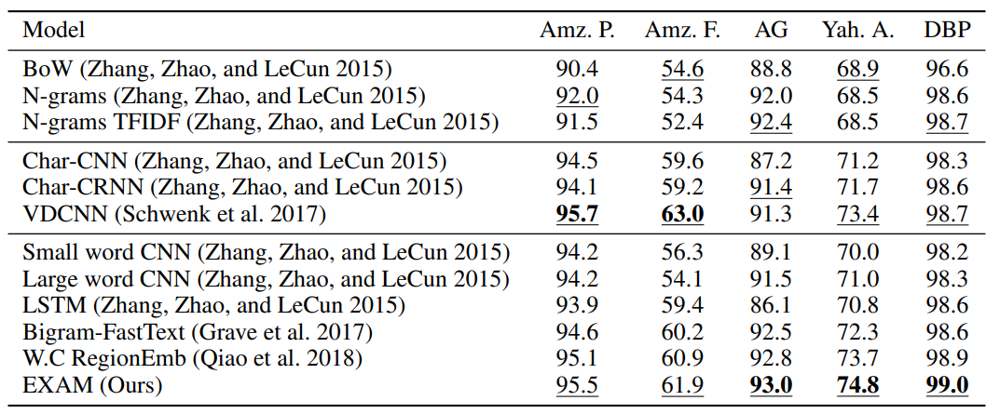 Model Amz. P. Amz. F. AG Yah. A. DBP
BoW (Zhang, Zhao, and LeCun 2015) 90.4 54.6 88.8 68.9 96.6
N-grams (Zhang, Zhao, and LeCun 2015) 92.0 54.3 92.0 68.5 98.6
N-grams TFIDF (Zhang, Zhao, and LeCun 2015) 91.5 52.4 92.4 68.5 98.7
Char-CNN (Zhang, Zhao, and LeCun 2015) 94.5 59.6 87.2 71.2 98.3
Char-CRNN (Zhang, Zhao, and LeCun 2015) 94.1 59.2 91.4 71.7 98.6
VDCNN (Schwenk et al. 2017) 95.7 63.0 91.3 73.4 98.7
Small word CNN (Zhang, Zhao, and LeCun 2015) 94.2 56.3 89.1 70.0 98.2
Large word CNN (Zhang, Zhao, and LeCun 2015) 94.2 54.1 91.5 71.0 98.3
LSTM (Zhang, Zhao, and LeCun 2015) 93.9 59.4 86.1 70.8 98.6
Bigram-FastText (Grave et al. 2017) 94.6 60.2 92.5 72.3 98.6
W.C RegionEmb (Qiao et al. 2018) 95.1 60.9 92.8 73.7 98.9
EXAM (Ours) 95.5 61.9 93.0 74.8 99.0